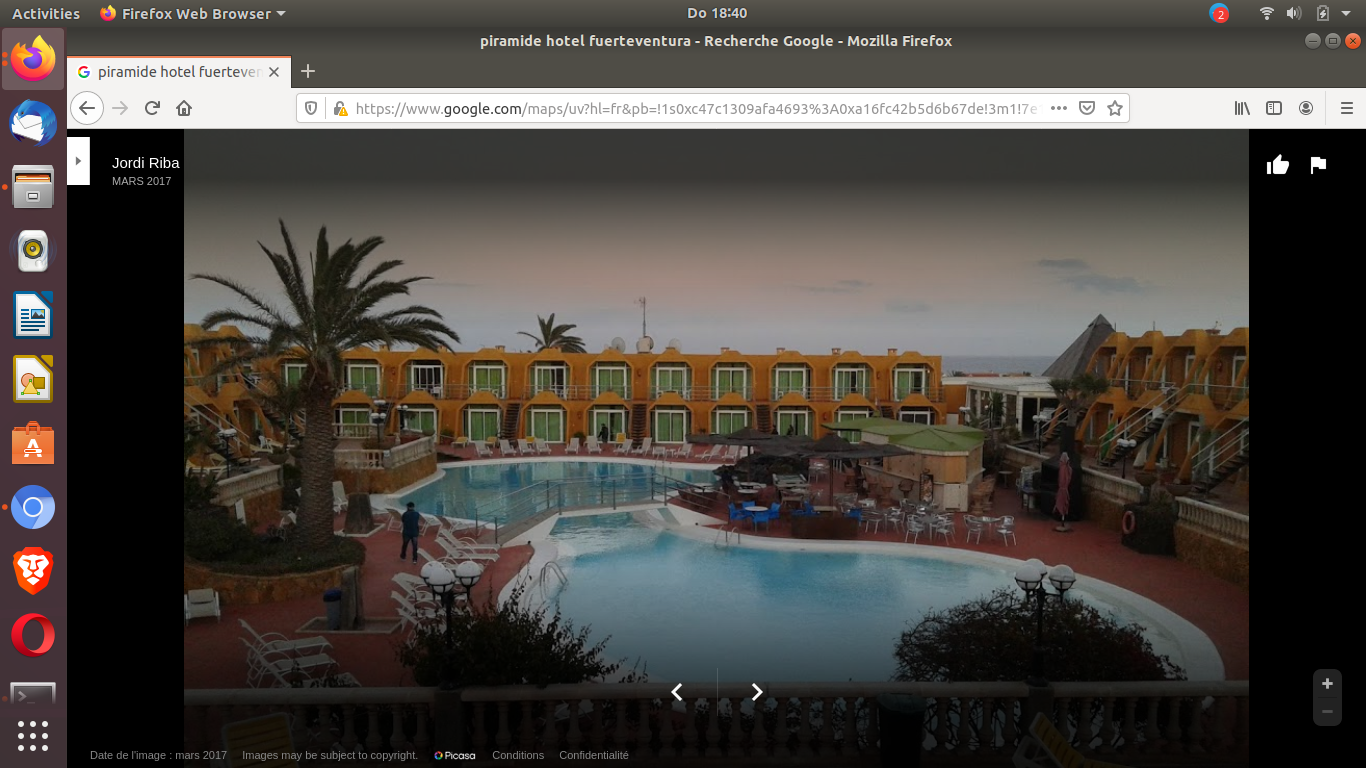 Activities
Firefox Web Browser
Do 18:40
2
piramide hotel fuerteventura - Recherche Google - Mozilla Firefox
piramide hotel fuerteven
https://www.google.com/maps/uv?hl=fr&pb=!1s0xc47c1309afa4693%3A0xa16fc42b5d6b67de!3m1!7e
Jordi Riba
MARS 2017
Date de l'image : mars 2017 Images may be subject to copyright. Picasa Conditions Confidentialité